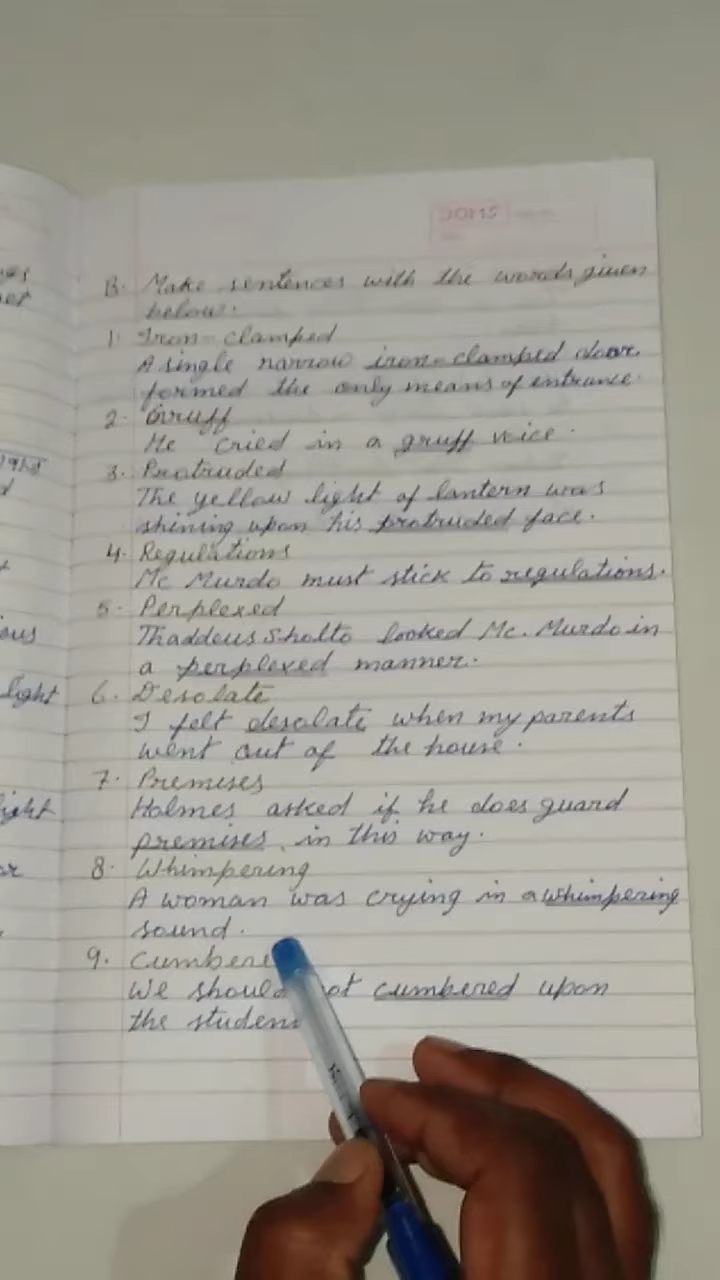 DOMS
B. Make sentences with the words given
below.
1. Iron-clamped
A single narrow iron-clamped door
formed the only means of entrance.
2. Gruff
He cried in a gruff voice.
3. Protruded
The yellow light of lantern was
shining upon his protruded face.
4. Regulations
Mc Murdo must stick to regulations.
5. Perplexed
Thaddeus Sholto looked Mc. Murdo in
a perplexed manner.
light
6. Desolate
I felt desolate when my parents
went out of the house.
7. Premises
Holmes asked if he does guard
premises in this way.
8. Whimpering
A woman was crying in a whimpering
sound.
9. Cumbere
We should not cumbered upon
the studen